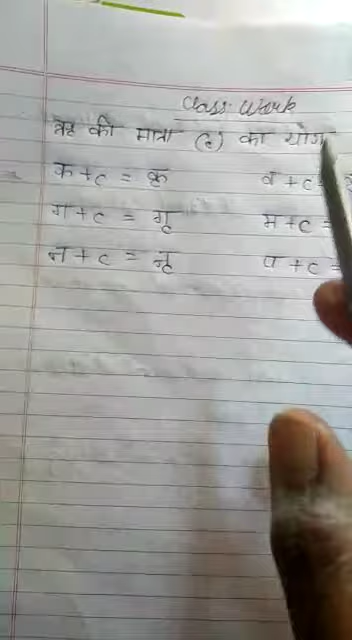 Class Work
ऋ की मात्रा (ृ) का योग
क + ृ = कृ व + ृ =
ग + ृ = गृ म + ृ =
न + ृ = नृ प + ृ =